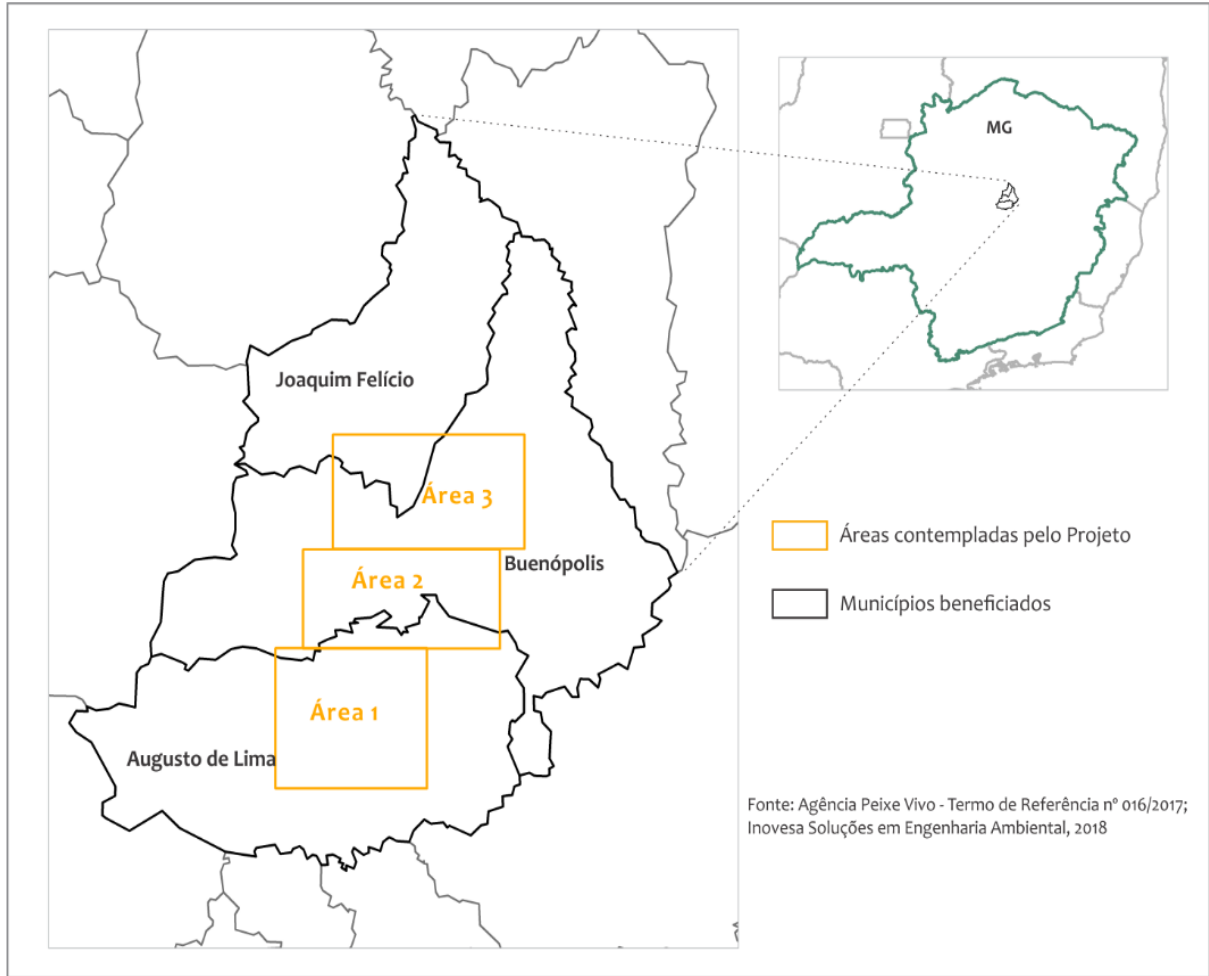 MG
Joaquim Felício
Área 3
Buenópolis
Área 2
Área 1
Augusto de Lima
Áreas contempladas pelo Projeto
Municípios beneficiados
Fonte: Agência Peixe Vivo - Termo de Referência nº 016/2017;
Inovesa Soluções em Engenharia Ambiental, 2018